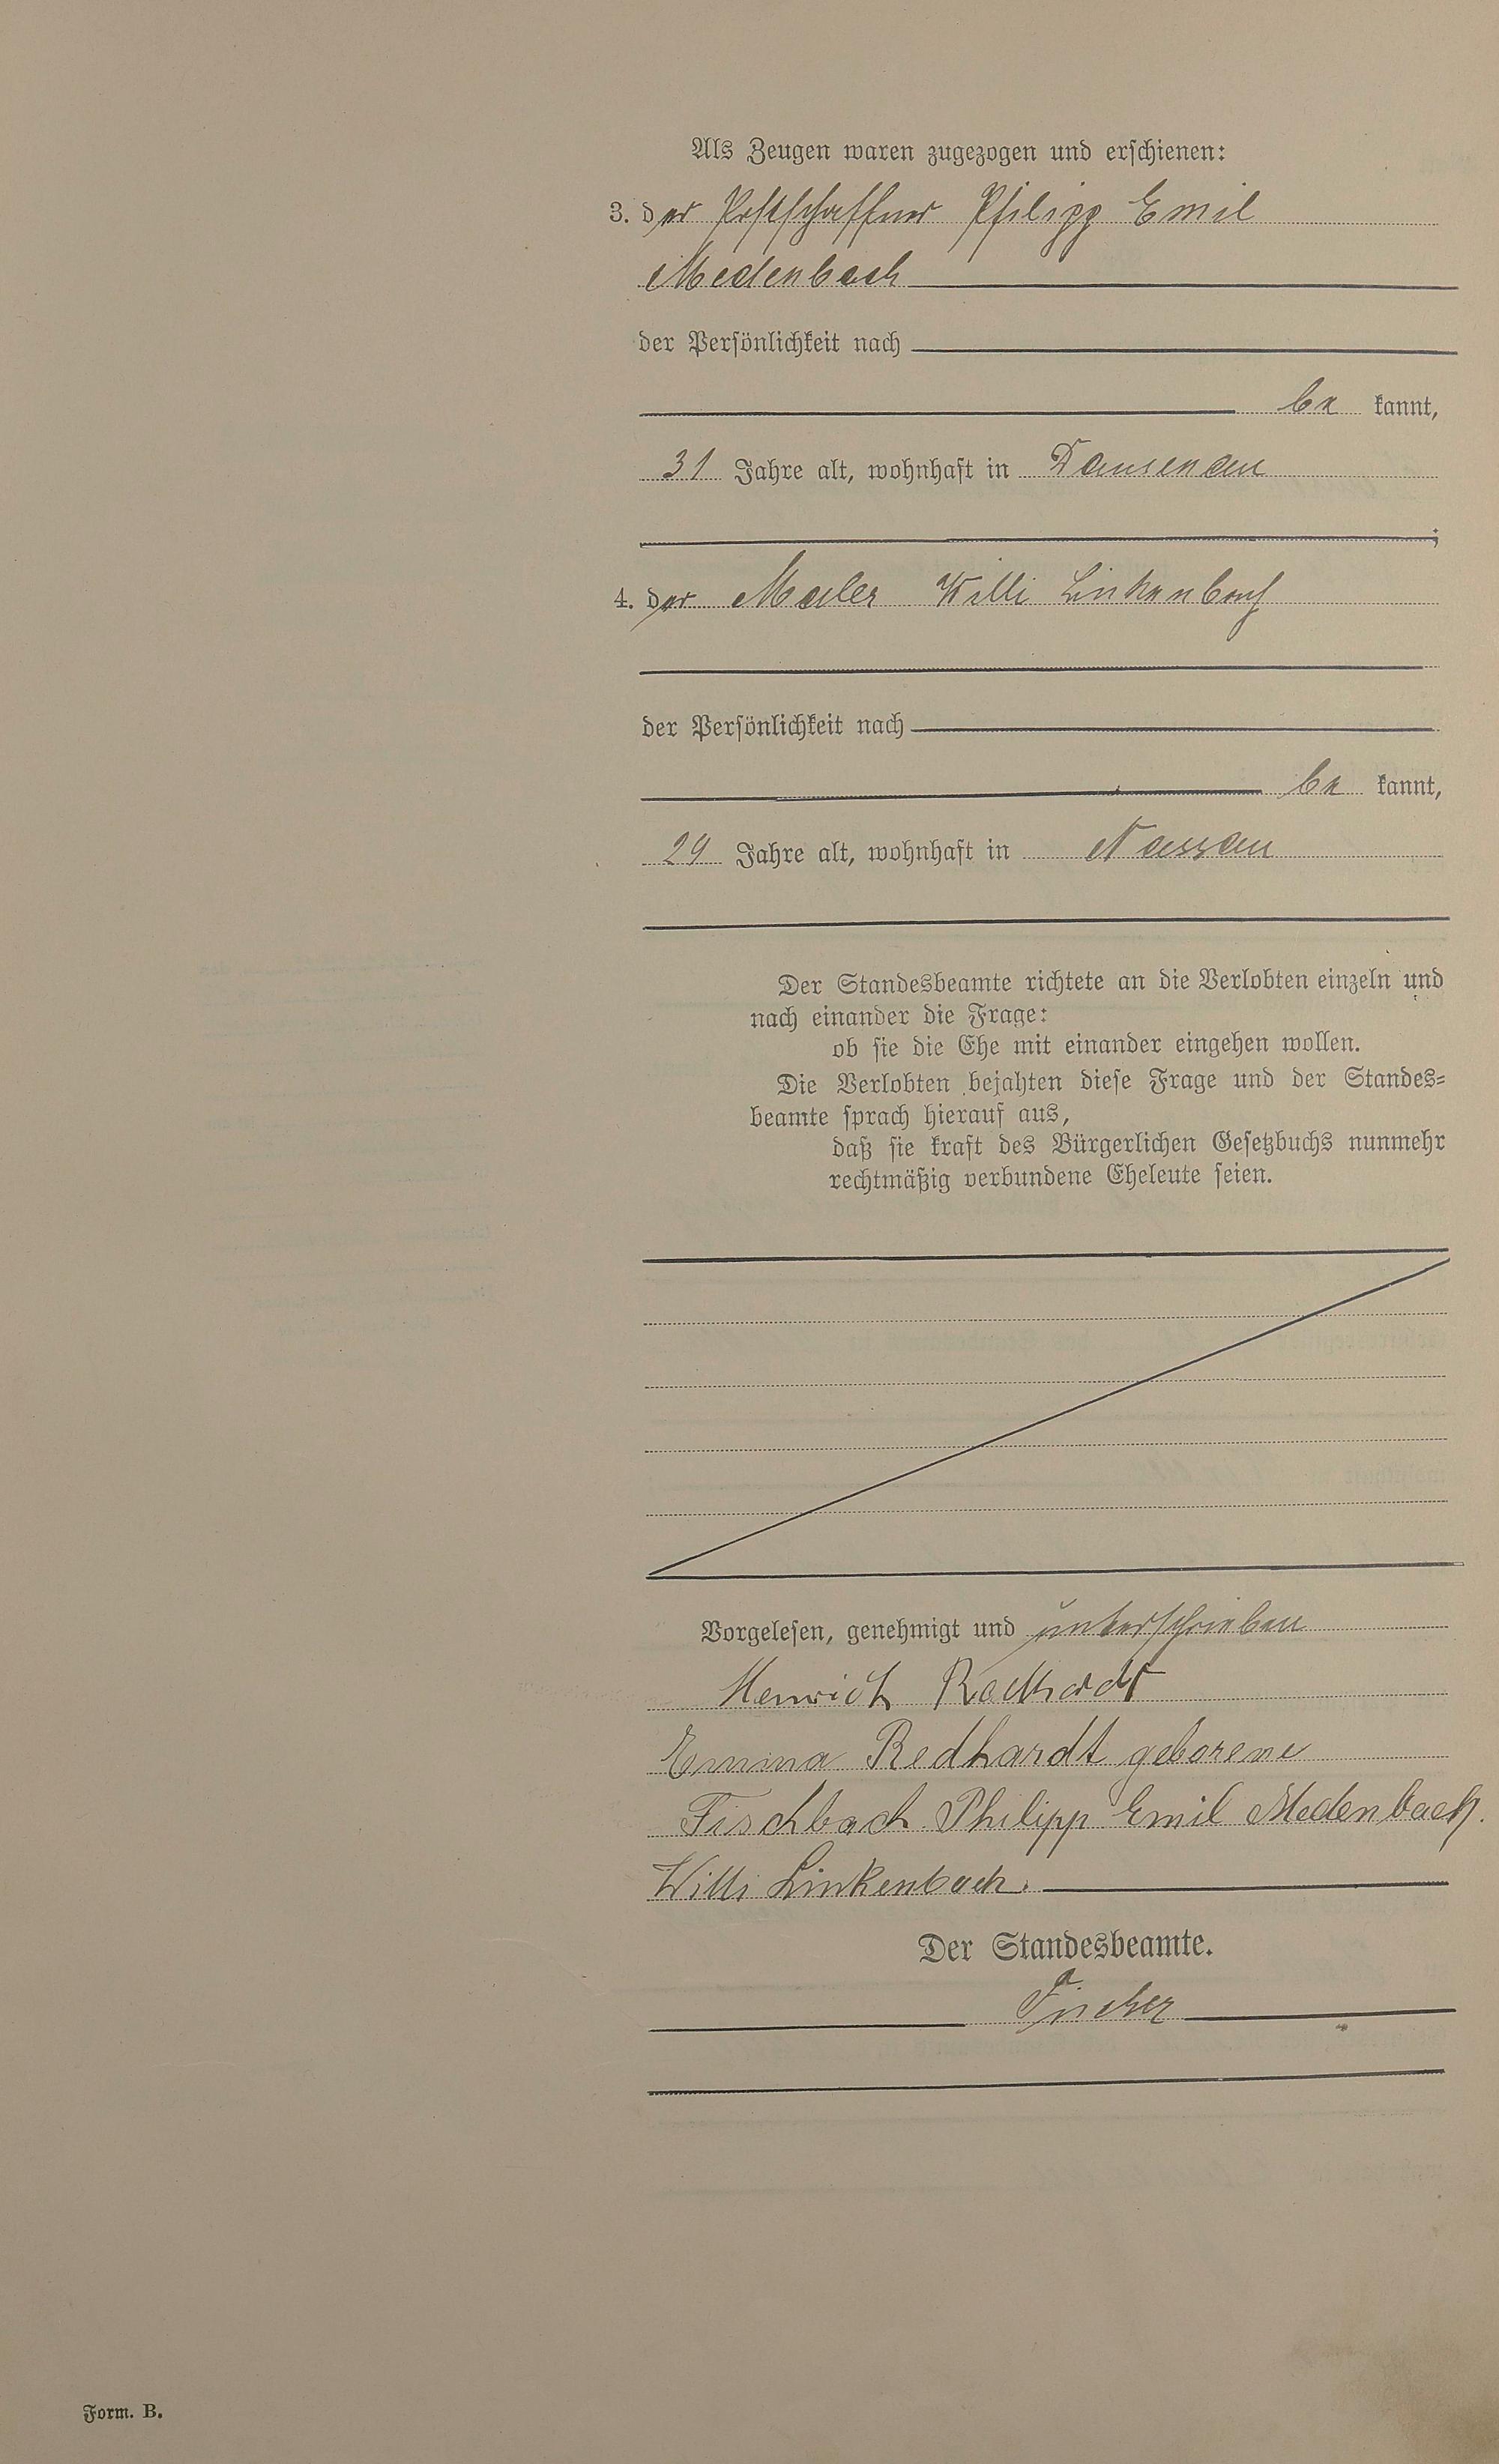 Als Zeugen waren zugezogen und erschienen:
3. der Postschaffner Philipp Emil
Medenbach
der Persönlichkeit nach
be kannt,
31 Jahre alt, wohnhaft in Dausenau
;
4. der Maler Willi Linkenbach
der Persönlichkeit nach
be kannt,
29 Jahre alt, wohnhaft in Nassau
Der Standesbeamte richtete an die Verlobten einzeln und
nach einander die Frage:
ob sie die Ehe mit einander eingehen wollen.
Die Verlobten bejahten diese Frage und der Standes-
beamte sprach hierauf aus,
daß sie kraft des Bürgerlichen Gesetzbuchs nunmehr
rechtmäßig verbundene Eheleute seien.
Vorgelesen, genehmigt und unterschrieben
Heinrich Redhardt
Emma Redhardt geborene
Fischbach Philipp Emil Medenbach.
Willi Linkenbach.
Der Standesbeamte.
Fischer
Form. B.